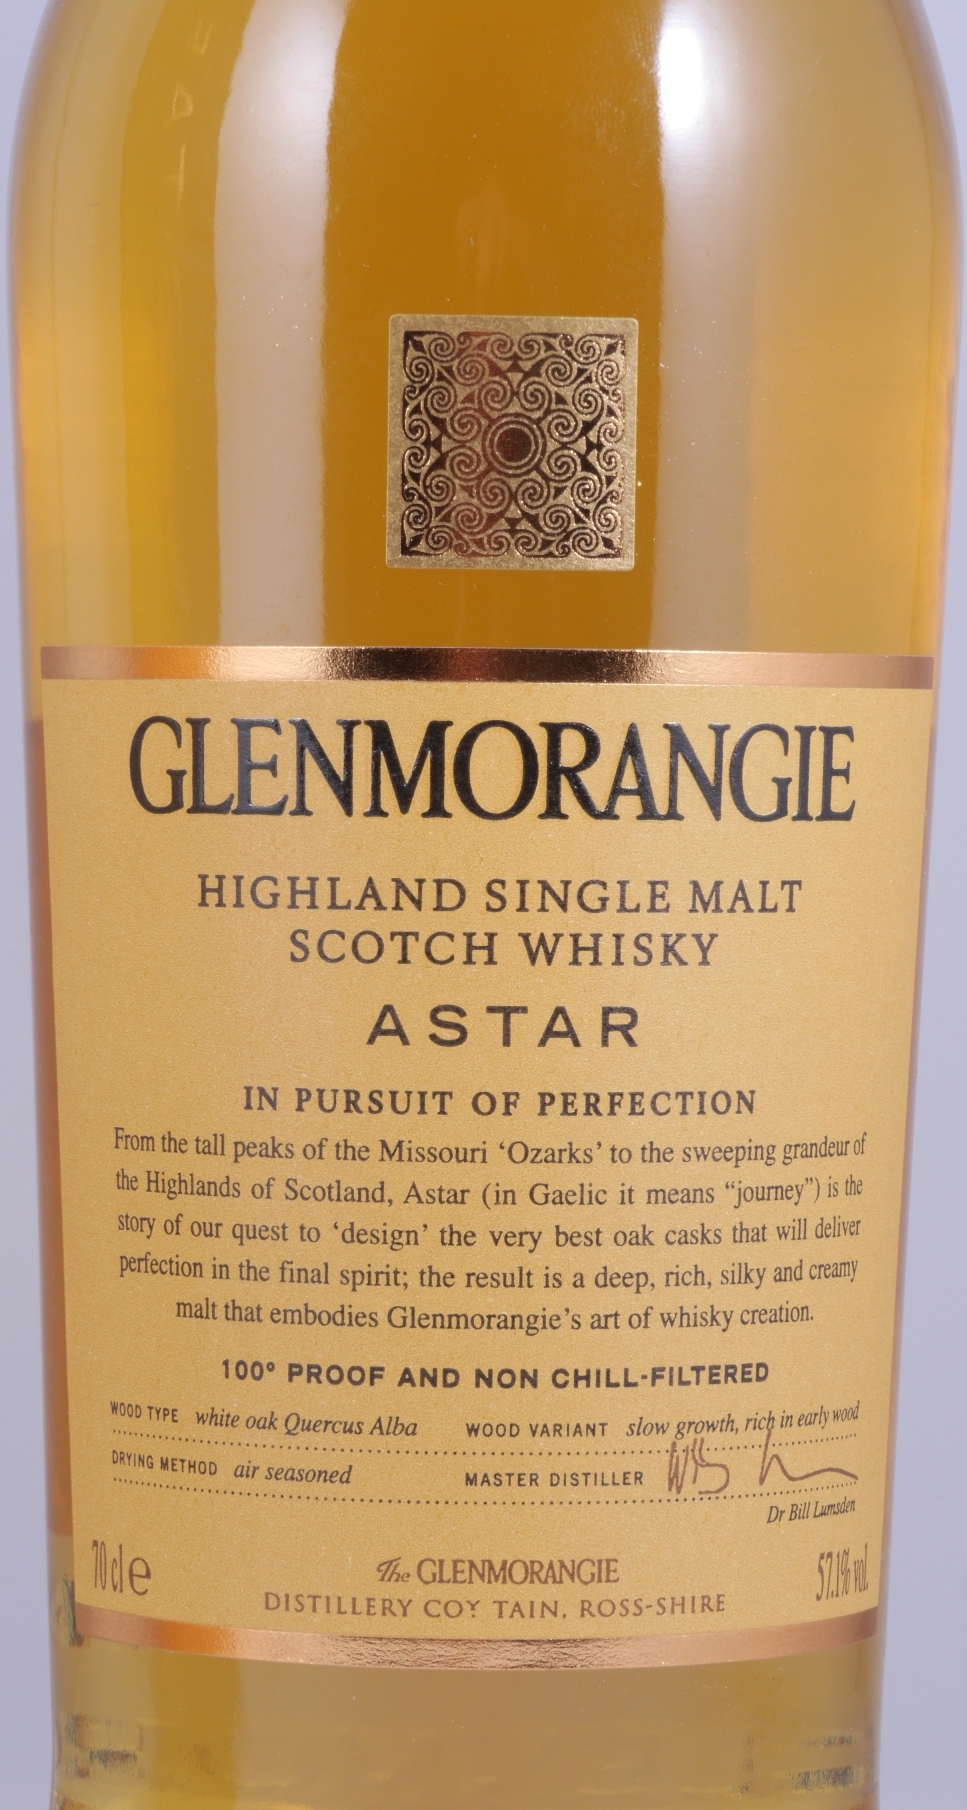 GLENMORANGIE
HIGHLAND SINGLE MALT
SCOTCH WHISKY
ASTAR
IN PURSUIT OF PERFECTION
From the tall peaks of the Missouri ‘Ozarks’ to the sweeping grandeur of
the Highlands of Scotland, Astar (in Gaelic it means “journey”) is the
story of our quest to ‘design’ the very best oak casks that will deliver
perfection in the final spirit; the result is a deep, rich, silky and creamy
malt that embodies Glenmorangie’s art of whisky creation.
100° PROOF AND NON CHILL-FILTERED
WOOD TYPE white oak Quercus Alba WOOD VARIANT slow growth, rich in early wood
DRYING METHOD air seasoned MASTER DISTILLER
Dr Bill Lumsden
70 cl e The GLENMORANGIE 57.1% vol.
DISTILLERY COY TAIN, ROSS-SHIRE